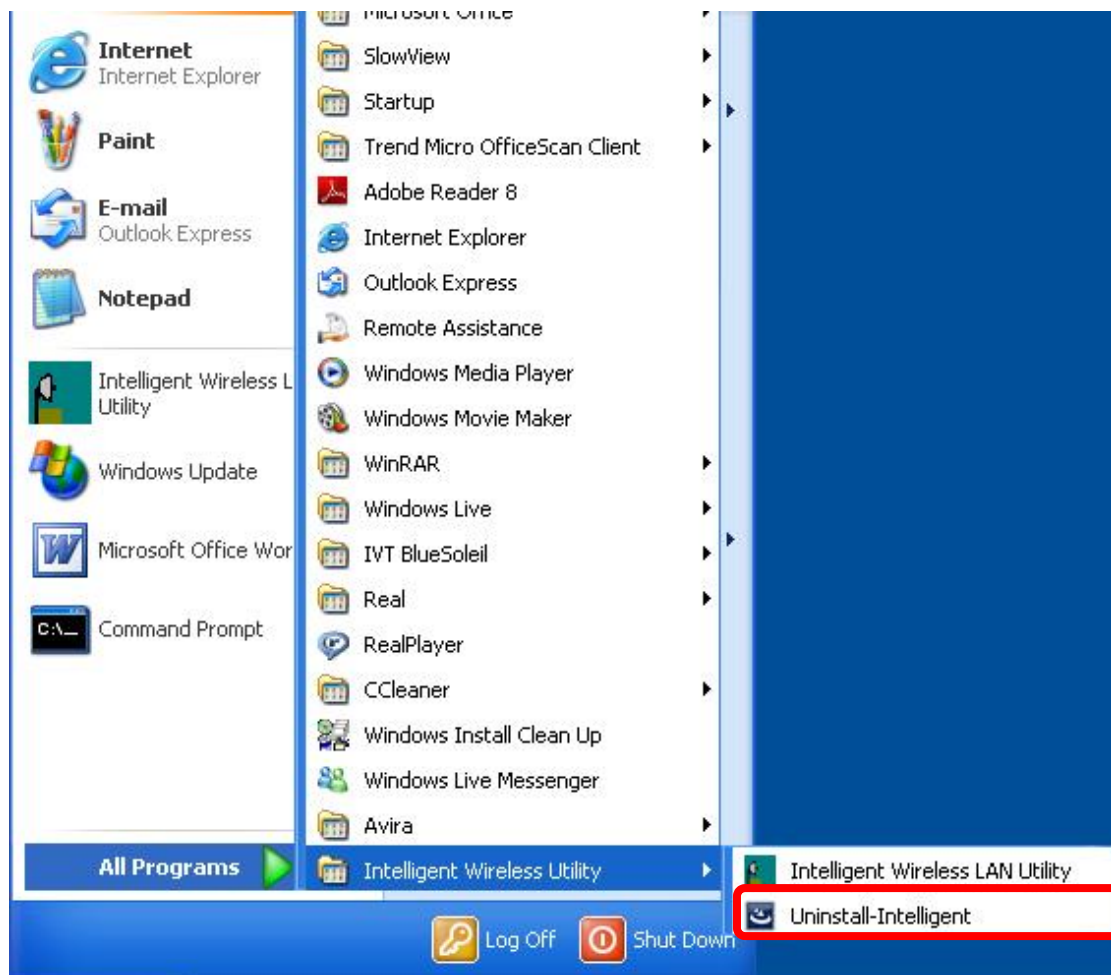 Internet
Internet Explorer
Paint
E-mail
Outlook Express
Notepad
Intelligent Wireless L
Utility
Windows Update
Microsoft Office Wor
C:\_
Command Prompt
All Programs
Microsoft Office
SlowView
Startup
Trend Micro OfficeScan Client
Adobe Reader 8
Internet Explorer
Outlook Express
Remote Assistance
Windows Media Player
Windows Movie Maker
WinRAR
Windows Live
IVT BlueSoleil
Real
RealPlayer
CCleaner
Windows Install Clean Up
Windows Live Messenger
Avira
Intelligent Wireless Utility
Intelligent Wireless LAN Utility
Uninstall-Intelligent
Log Off
Shut Down